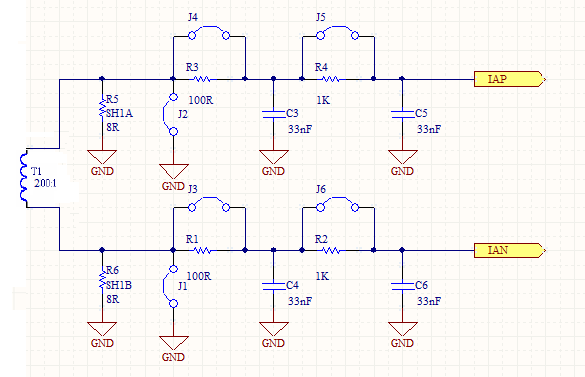 J4
J5
R3
R4
IAP
R5
SH1A
8R
100R
J2
C3
33nF
1K
C5
33nF
GND
GND
GND
GND
T1
200:1
J3
J6
R1
R2
IAN
R6
SH1B
8R
100R
J1
C4
33nF
1K
C6
33nF
GND
GND
GND
GND